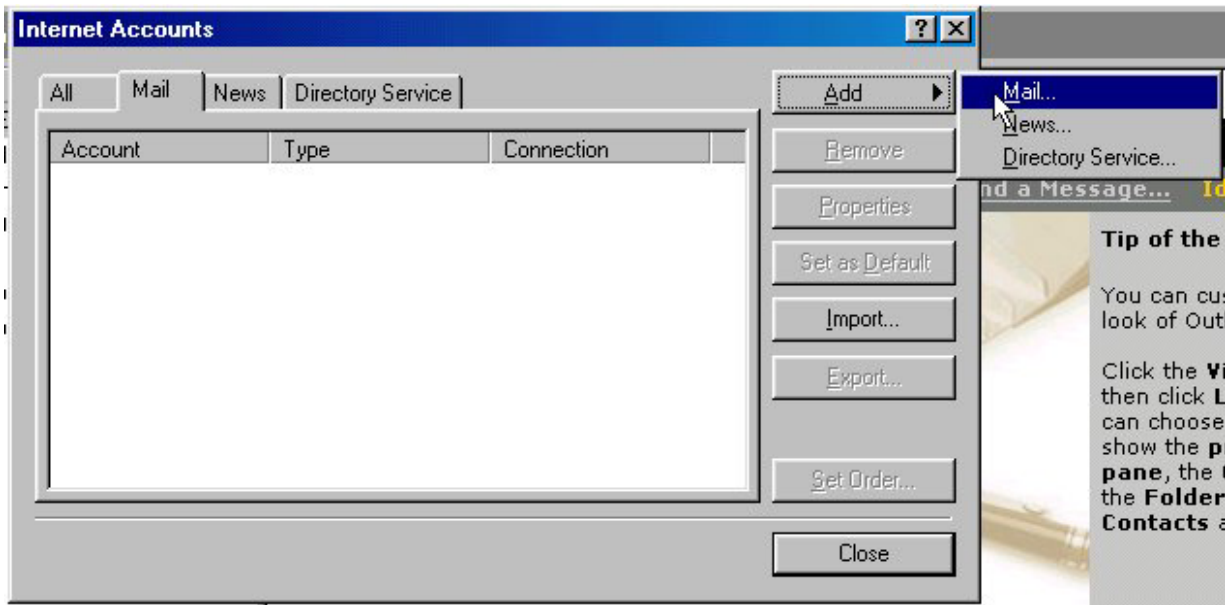 Internet Accounts
All Mail News Directory Service
Account Type Connection
Add
Remove
Properties
Set as Default
Import...
Export...
Set Order...
Close
Mail...
News...
Directory Service...
nd a Message... Id
Tip of the
You can cus
look of Outl
Click the Vi
then click L
can choose
show the p
pane, the
the Folder
Contacts a